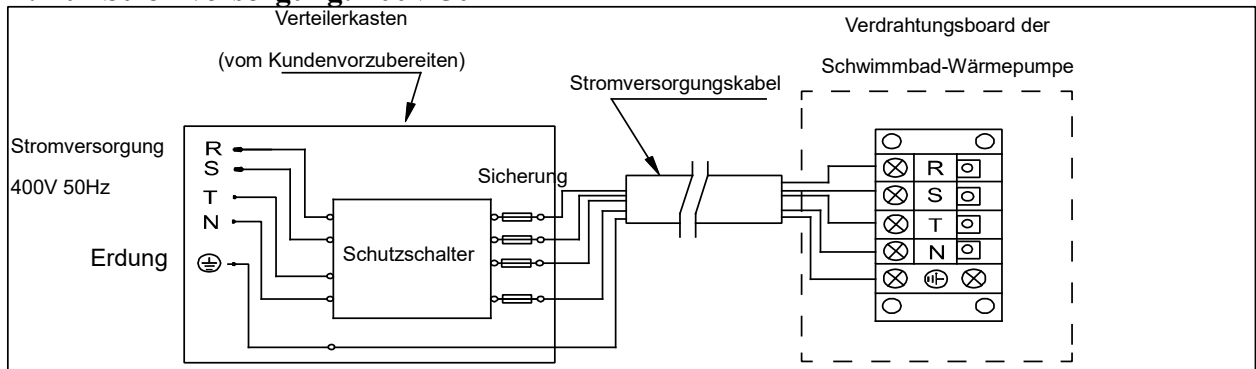 Verteilerkasten
(vom Kundenvorzubereiten)
Verdrahtungsboard der
Schwimmbad-Wärmepumpe
Stromversorgungskabel
Stromversorgung
400V 50Hz
Erdung
R
S
T
N
Schutzschalter
Sicherung
R
S
T
N